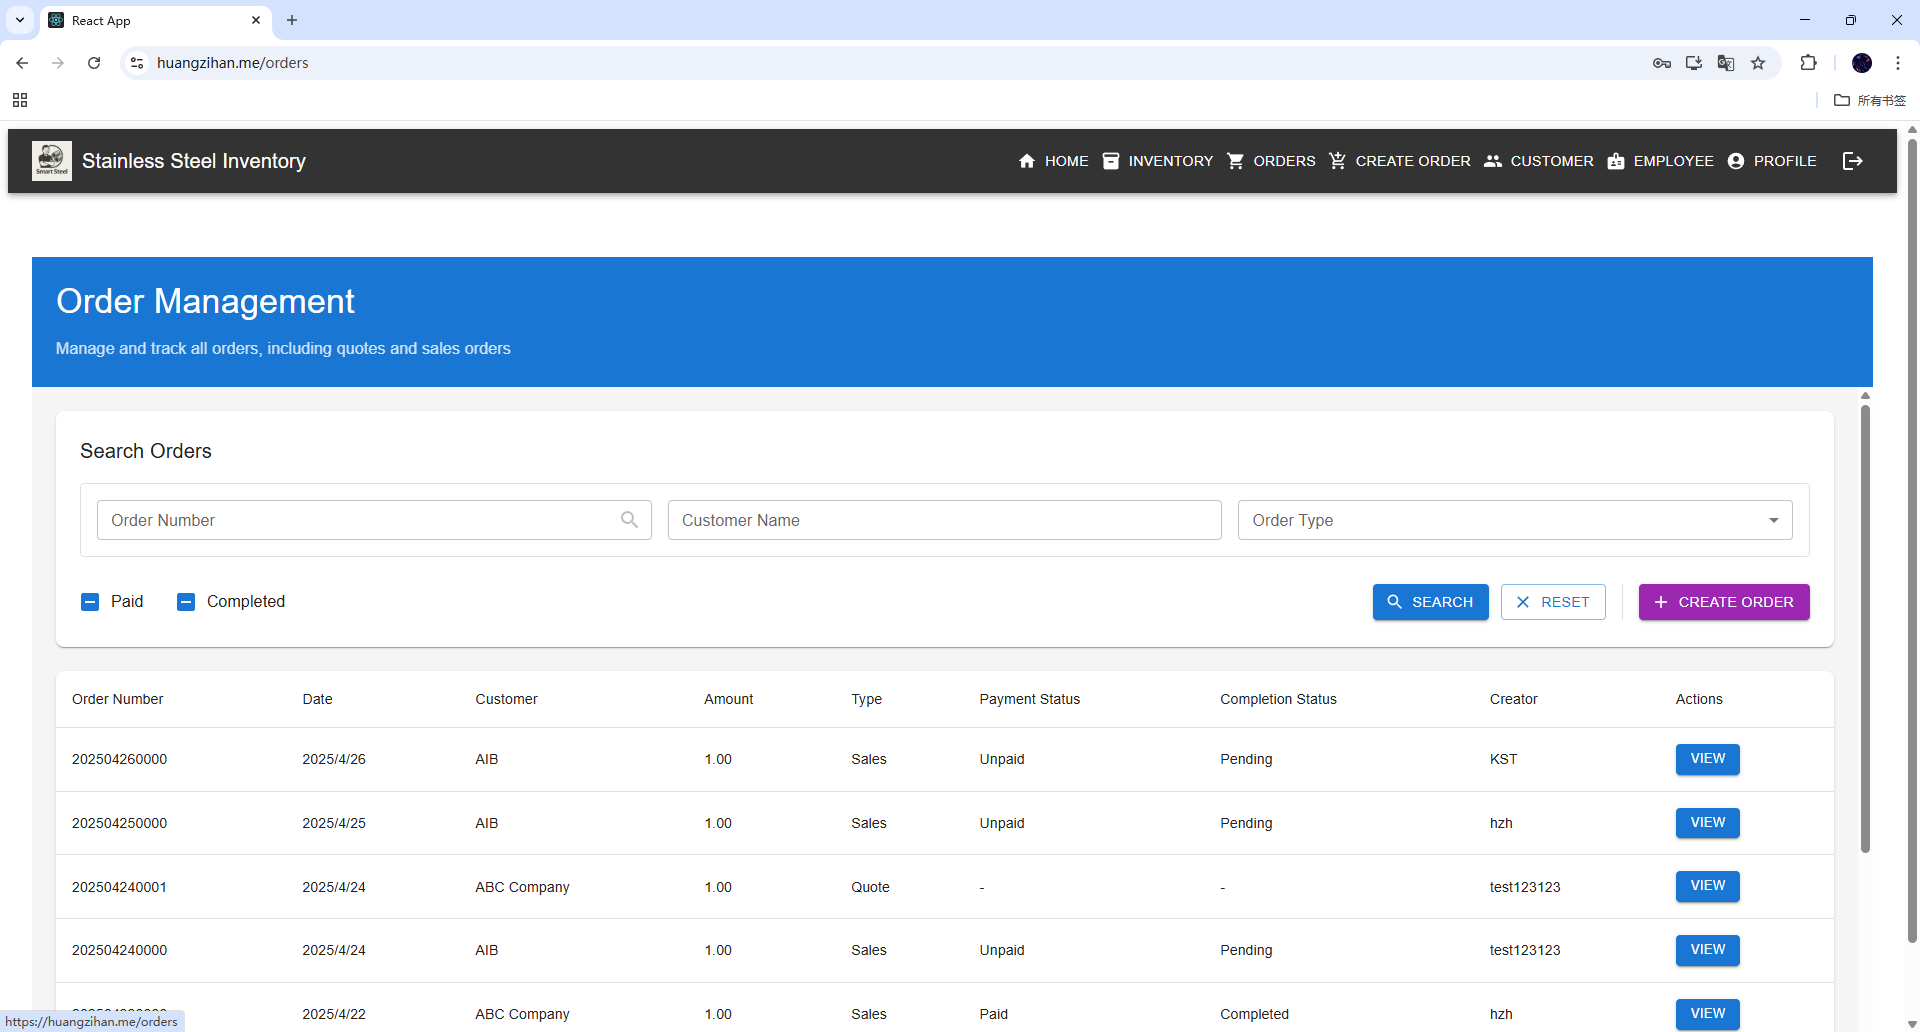 React App
huangzihan.me/orders
所有书签
Smart Steel
Stainless Steel Inventory
HOME INVENTORY ORDERS CREATE ORDER CUSTOMER EMPLOYEE PROFILE
Order Management
Manage and track all orders, including quotes and sales orders
Search Orders
Order Number Customer Name Order Type
Paid Completed SEARCH RESET CREATE ORDER
Order Number Date Customer Amount Type Payment Status Completion Status Creator Actions
202504260000 2025/4/26 AIB 1.00 Sales Unpaid Pending KST VIEW
202504250000 2025/4/25 AIB 1.00 Sales Unpaid Pending hzh VIEW
202504240001 2025/4/24 ABC Company 1.00 Quote - - test123123 VIEW
202504240000 2025/4/24 AIB 1.00 Sales Unpaid Pending test123123 VIEW
2025/4/22 ABC Company 1.00 Sales Paid Completed hzh VIEW
https://huangzihan.me/orders